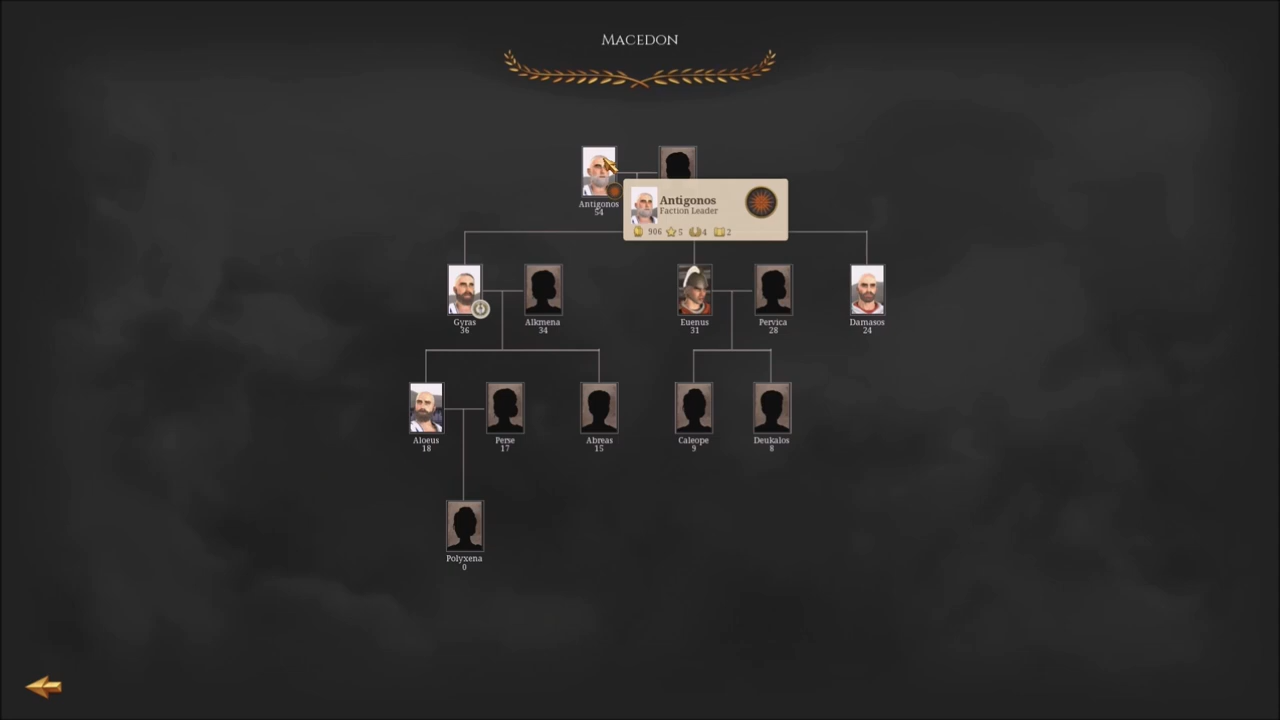 Macedon
Antigonos
54
Antigonos
Faction Leader
906 5 4 2
Gyras
36
Alkmena
34
Euenus
31
Pervica
28
Damasos
24
Aloeus
18
Perse
17
Abreas
15
Caleope
9
Deukalos
8
Polyxena
0